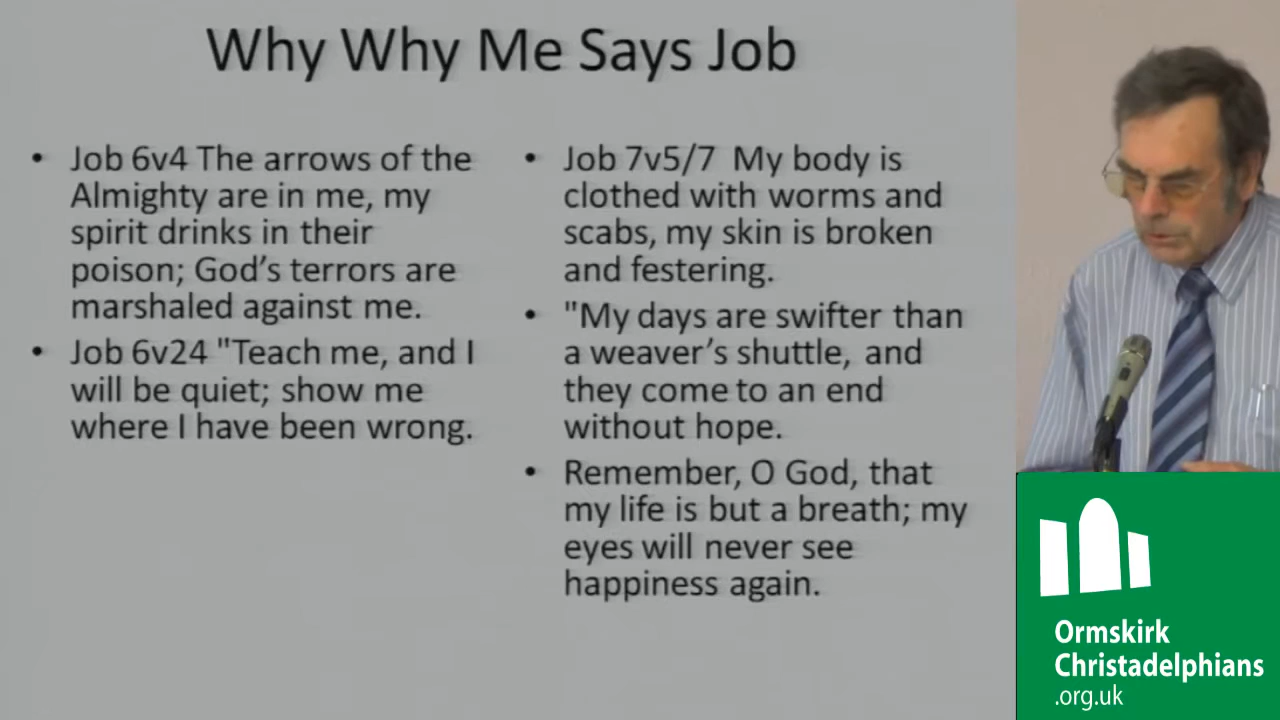 Why Why Me Says Job
• Job 6v4 The arrows of the
Almighty are in me, my
spirit drinks in their
poison; God’s terrors are
marshaled against me.
• Job 6v24 "Teach me, and I
will be quiet; show me
where I have been wrong.
• Job 7v5/7 My body is
clothed with worms and
scabs, my skin is broken
and festering.
• "My days are swifter than
a weaver’s shuttle, and
they come to an end
without hope.
• Remember, O God, that
my life is but a breath; my
eyes will never see
happiness again.
Ormskirk
Christadelphians
.org.uk